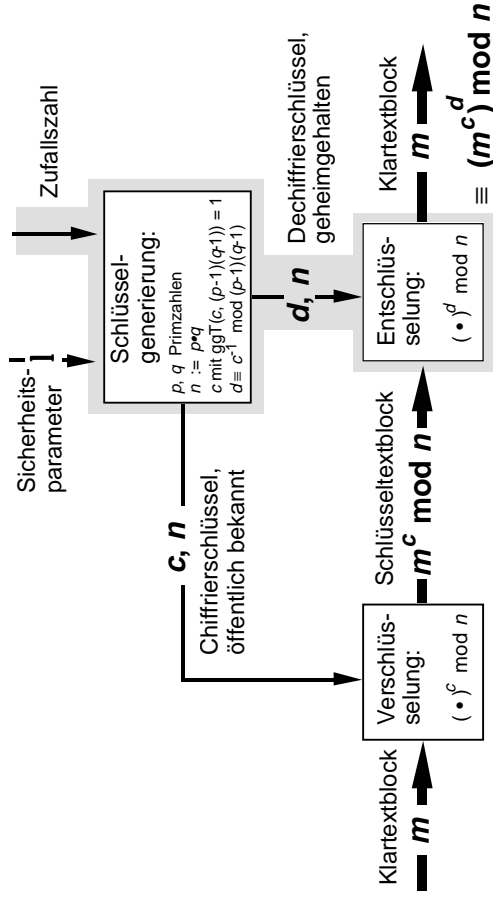 Sicherheits-
parameter
l
Zufallszahl
Schlüssel-
generierung:
p, q Primzahlen
n := p•q
c mit ggT(c, (p-1)(q-1)) = 1
d ≡ c⁻¹ mod (p-1)(q-1)
c, n
Chiffrierschlüssel,
öffentlich bekannt
d, n
Dechiffrierschlüssel,
geheimgehalten
Klartextblock
m
Verschlüs-
selung:
(•)ᶜ mod n
Schlüsseltextblock
mᶜ mod n
Entschlüs-
selung:
(•)ᵈ mod n
Klartextblock
m
≡ (mᶜ)ᵈ mod n